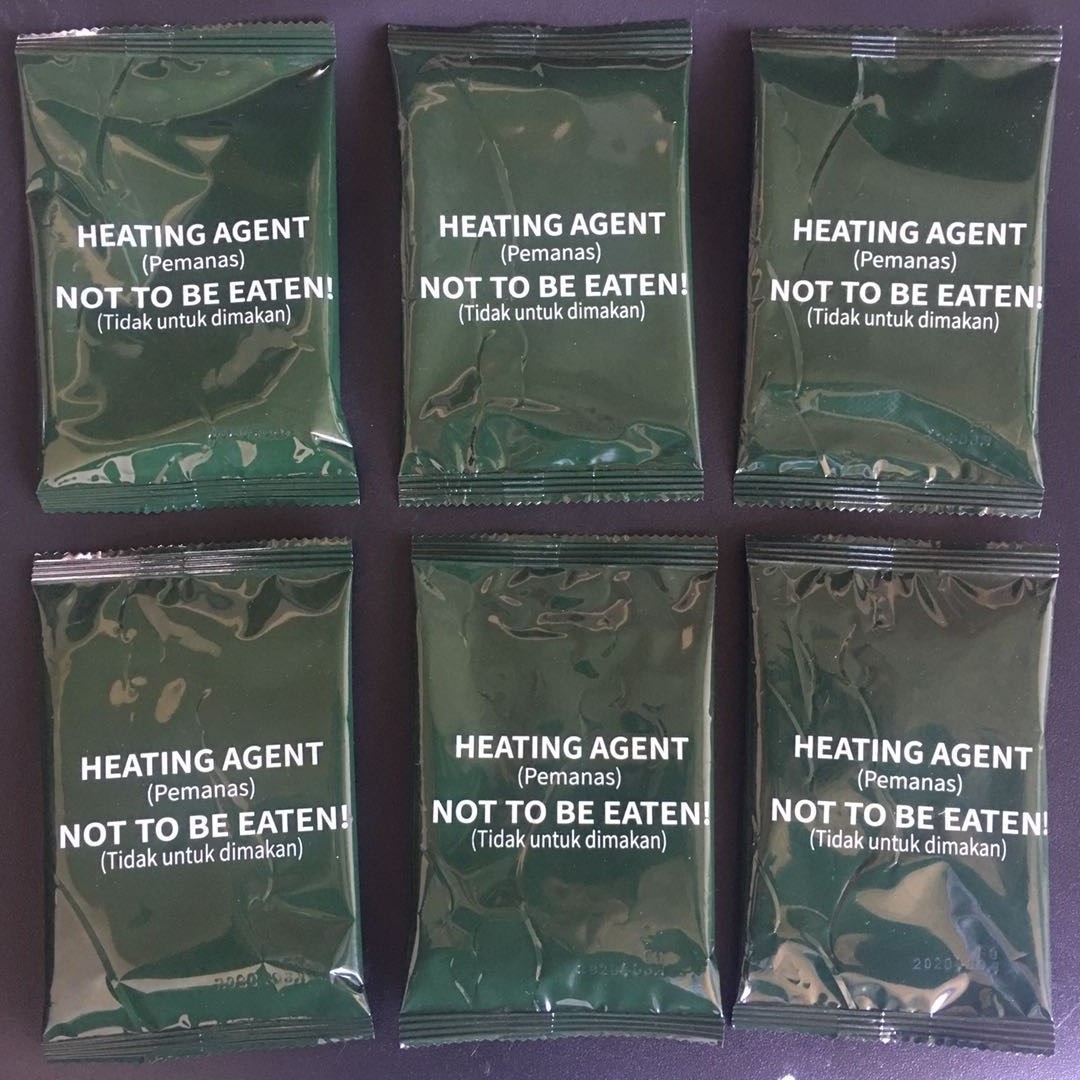 HEATING AGENT
(Pemanas)
NOT TO BE EATEN!
(Tidak untuk dimakan)
HEATING AGENT
(Pemanas)
NOT TO BE EATEN!
(Tidak untuk dimakan)
HEATING AGENT
(Pemanas)
NOT TO BE EATEN!
(Tidak untuk dimakan)
HEATING AGENT
(Pemanas)
NOT TO BE EATEN!
(Tidak untuk dimakan)
HEATING AGENT
(Pemanas)
NOT TO BE EATEN!
(Tidak untuk dimakan)
HEATING AGENT
(Pemanas)
NOT TO BE EATEN!
(Tidak untuk dimakan)